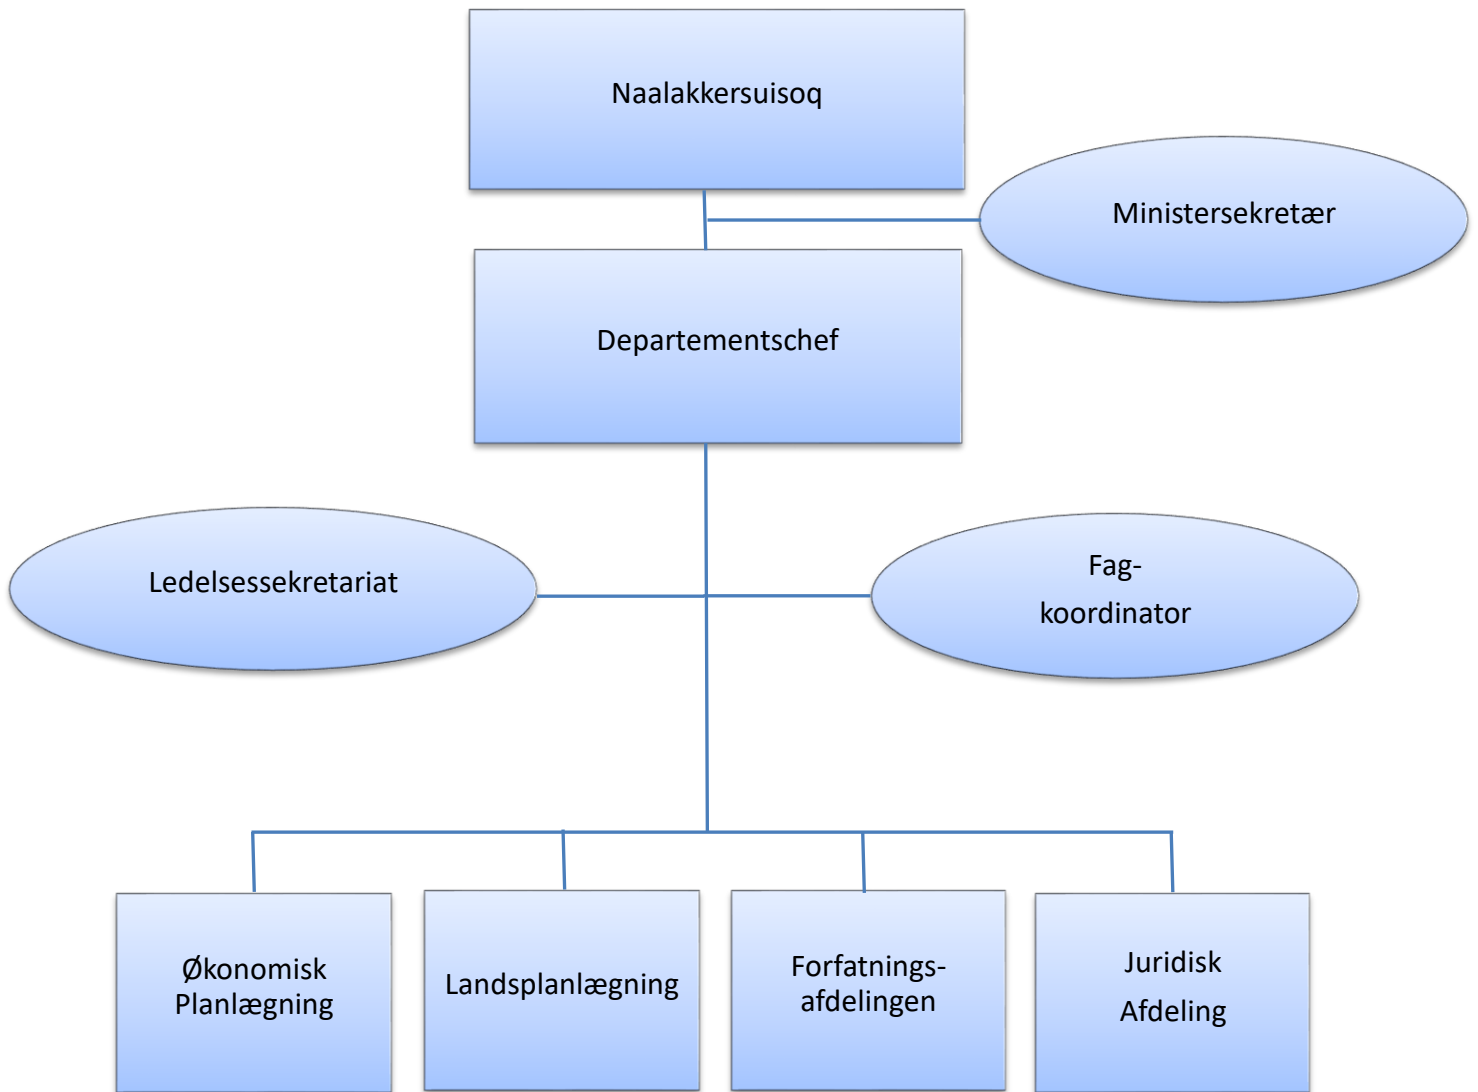 Naalakkersuisoq
Ministersekretær
Departementschef
Ledelsessekretariat
Fag-
koordinator
Økonomisk
Planlægning
Landsplanlægning
Forfatnings-
afdelingen
Juridisk
Afdeling